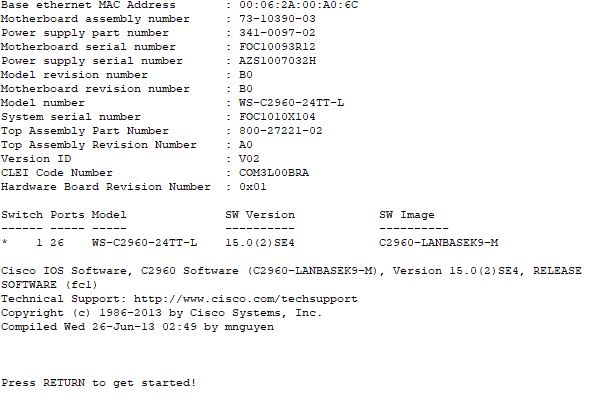 Base ethernet MAC Address       : 00:06:2A:00:A0:6C
Motherboard assembly number     : 73-10390-03
Power supply part number        : 341-0097-02
Motherboard serial number       : FOC10093R12
Power supply serial number      : AZS1007032H
Model revision number           : B0
Motherboard revision number     : B0
Model number                    : WS-C2960-24TT-L
System serial number            : FOC1010X104
Top Assembly Part Number        : 800-27221-02
Top Assembly Revision Number    : A0
Version ID                      : V02
CLEI Code Number                : COM3L00BRA
Hardware Board Revision Number  : 0x01
Switch Ports Model              SW Version            SW Image
------ ----- -----              ----------            ----------
*    1 26    WS-C2960-24TT-L    15.0(2)SE4            C2960-LANBASEK9-M
Cisco IOS Software, C2960 Software (C2960-LANBASEK9-M), Version 15.0(2)SE4, RELEASE
SOFTWARE (fc1)
Technical Support: http://www.cisco.com/techsupport
Copyright (c) 1986-2013 by Cisco Systems, Inc.
Compiled Wed 26-Jun-13 02:49 by mnguyen
Press RETURN to get started!